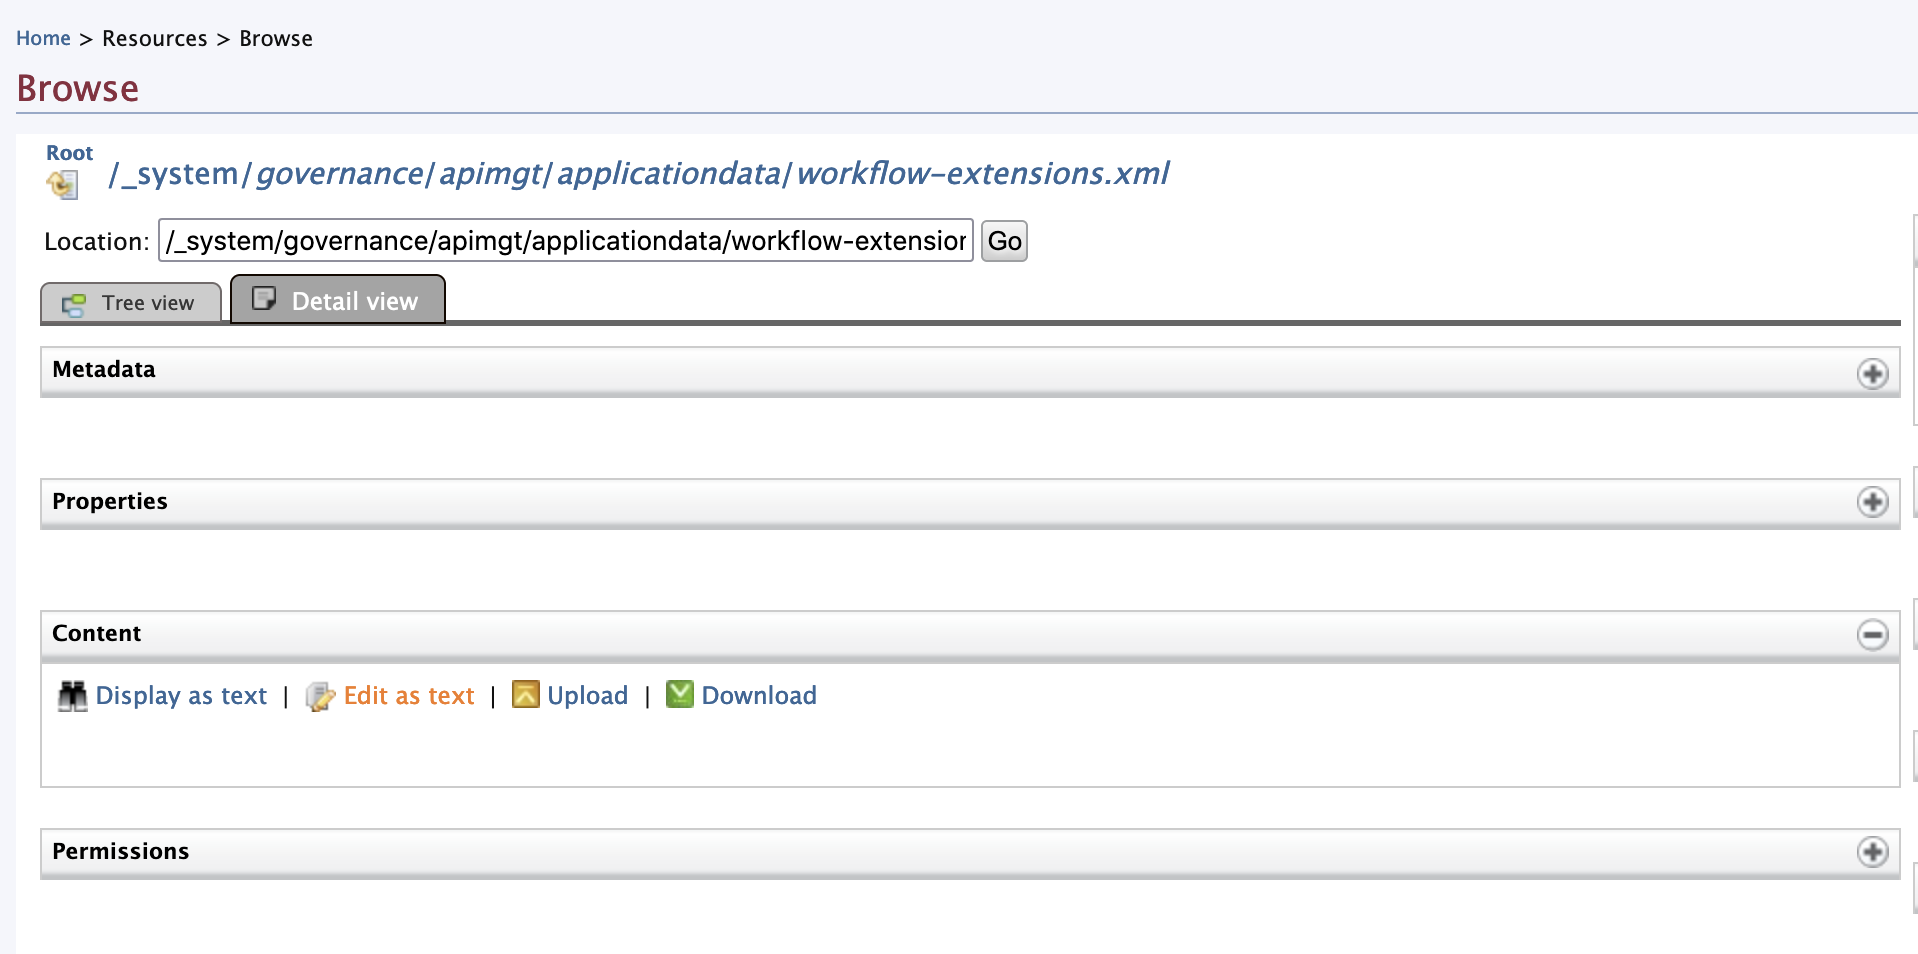 Home > Resources > Browse
Browse
Root
/_system/governance/apimgt/applicationdata/workflow-extensions.xml
Location: /_system/governance/apimgt/applicationdata/workflow-extension Go
Tree view Detail view
Metadata
Properties
Content
Display as text | Edit as text | Upload | Download
Permissions